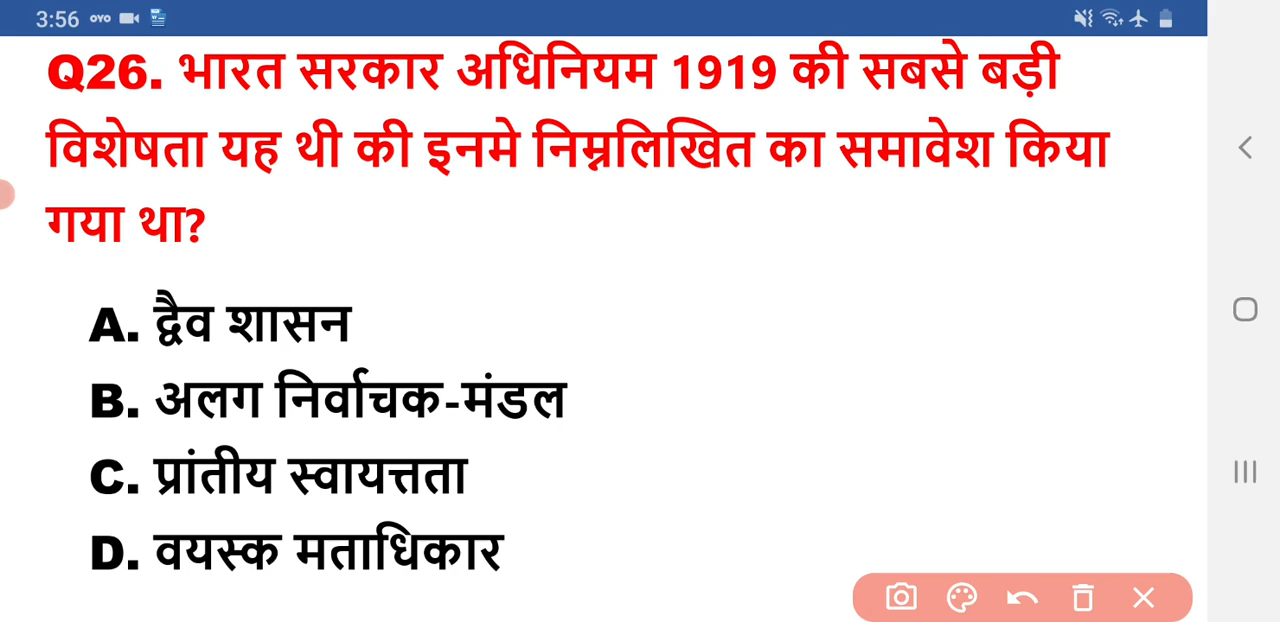 3:56 OYO
Q26. भारत सरकार अधिनियम 1919 की सबसे बड़ी
विशेषता यह थी की इनमे निम्नलिखित का समावेश किया
गया था?
A. द्वैव शासन
B. अलग निर्वाचक-मंडल
C. प्रांतीय स्वायत्तता
D. वयस्क मताधिकार